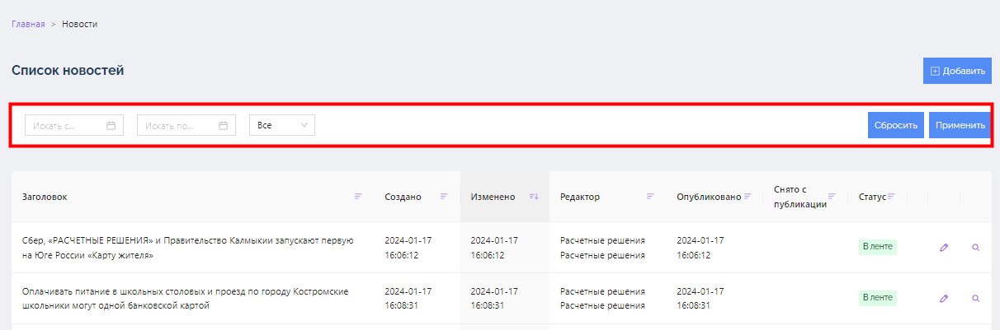 Главная > Новости
Список новостей
Добавить
Искать с...
Искать по...
Все
Сбросить
Применить
Заголовок
Создано
Изменено
Редактор
Опубликовано
Снято с
публикации
Статус
Сбер, «РАСЧЕТНЫЕ РЕШЕНИЯ» и Правительство Калмыкии запускают первую
на Юге России «Карту жителя»
2024-01-17
16:06:12
2024-01-17
16:06:12
Расчетные решения
Расчетные решения
2024-01-17
16:06:12
В ленте
Оплачивать питание в школьных столовых и проезд по городу Костромские
школьники могут одной банковской картой
2024-01-17
16:08:31
2024-01-17
16:08:31
Расчетные решения
Расчетные решения
2024-01-17
16:08:31
В ленте